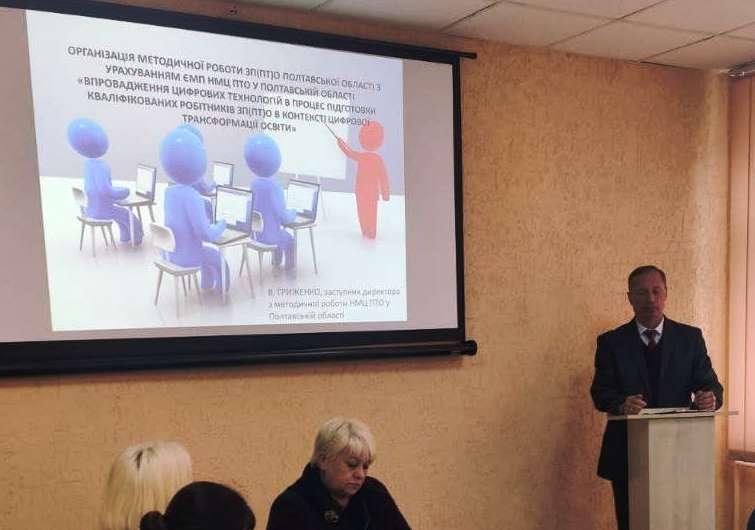 ОРГАНІЗАЦІЯ МЕТОДИЧНОЇ РОБОТИ ЗП(ПТ)О ПОЛТАВСЬКОЇ ОБЛАСТІ З
УРАХУВАННЯМ ЄМП НМЦ ПТО У ПОЛТАВСЬКІЙ ОБЛАСТІ
«ВПРОВАДЖЕННЯ ЦИФРОВИХ ТЕХНОЛОГІЙ В ПРОЦЕС ПІДГОТОВКИ
КВАЛІФІКОВАНИХ РОБІТНИКІВ ЗП(ПТ)О В КОНТЕКСТІ ЦИФРОВОЇ
ТРАНСФОРМАЦІЇ ОСВІТИ»
В. ГРИЖЕНКО, заступник директора
з методичної роботи НМЦ ПТО у
Полтавській області